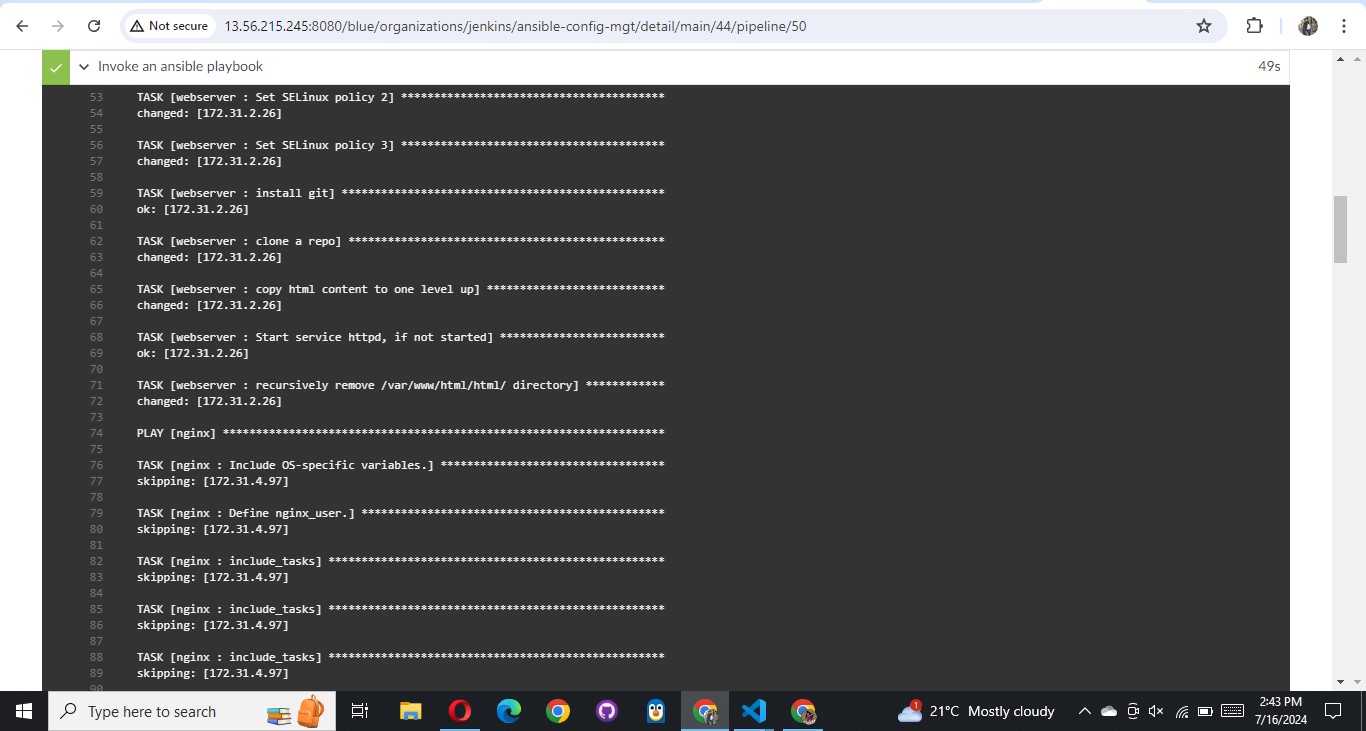 Not secure 13.56.215.245:8080/blue/organizations/jenkins/ansible-config-mgt/detail/main/44/pipeline/50
Invoke an ansible playbook 49s
53 TASK [webserver : Set SELinux policy 2] ****************************************
54 changed: [172.31.2.26]
55
56 TASK [webserver : Set SELinux policy 3] ****************************************
57 changed: [172.31.2.26]
58
59 TASK [webserver : install git] *************************************************
60 ok: [172.31.2.26]
61
62 TASK [webserver : clone a repo] ************************************************
63 changed: [172.31.2.26]
64
65 TASK [webserver : copy html content to one level up] ***************************
66 changed: [172.31.2.26]
67
68 TASK [webserver : Start service httpd, if not started] *************************
69 ok: [172.31.2.26]
70
71 TASK [webserver : recursively remove /var/www/html/html/ directory] ************
72 changed: [172.31.2.26]
73
74 PLAY [nginx] *******************************************************************
75
76 TASK [nginx : Include OS-specific variables.] **********************************
77 skipping: [172.31.4.97]
78
79 TASK [nginx : Define nginx_user.] **********************************************
80 skipping: [172.31.4.97]
81
82 TASK [nginx : include_tasks] ***************************************************
83 skipping: [172.31.4.97]
84
85 TASK [nginx : include_tasks] ***************************************************
86 skipping: [172.31.4.97]
87
88 TASK [nginx : include_tasks] ***************************************************
89 skipping: [172.31.4.97]
90
Type here to search 1 21°C Mostly cloudy 2:43 PM
7/16/2024